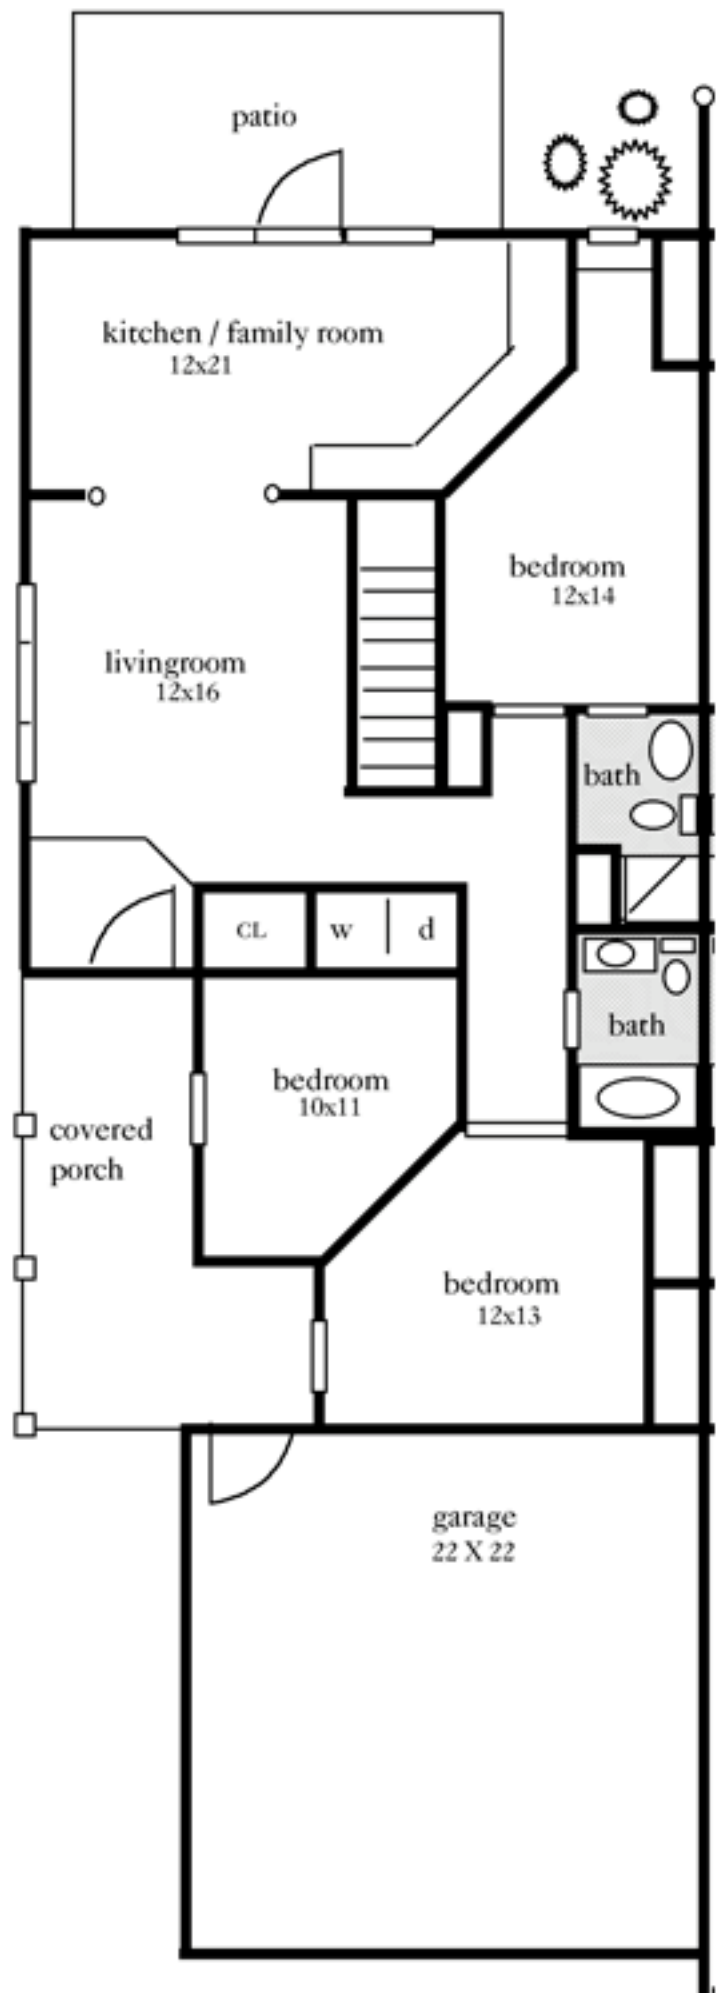 patio
kitchen / family room
12x21
bedroom
12x14
livingroom
12x16
bath
CL
w
d
bath
bedroom
10x11
covered
porch
bedroom
12x13
garage
22 X 22